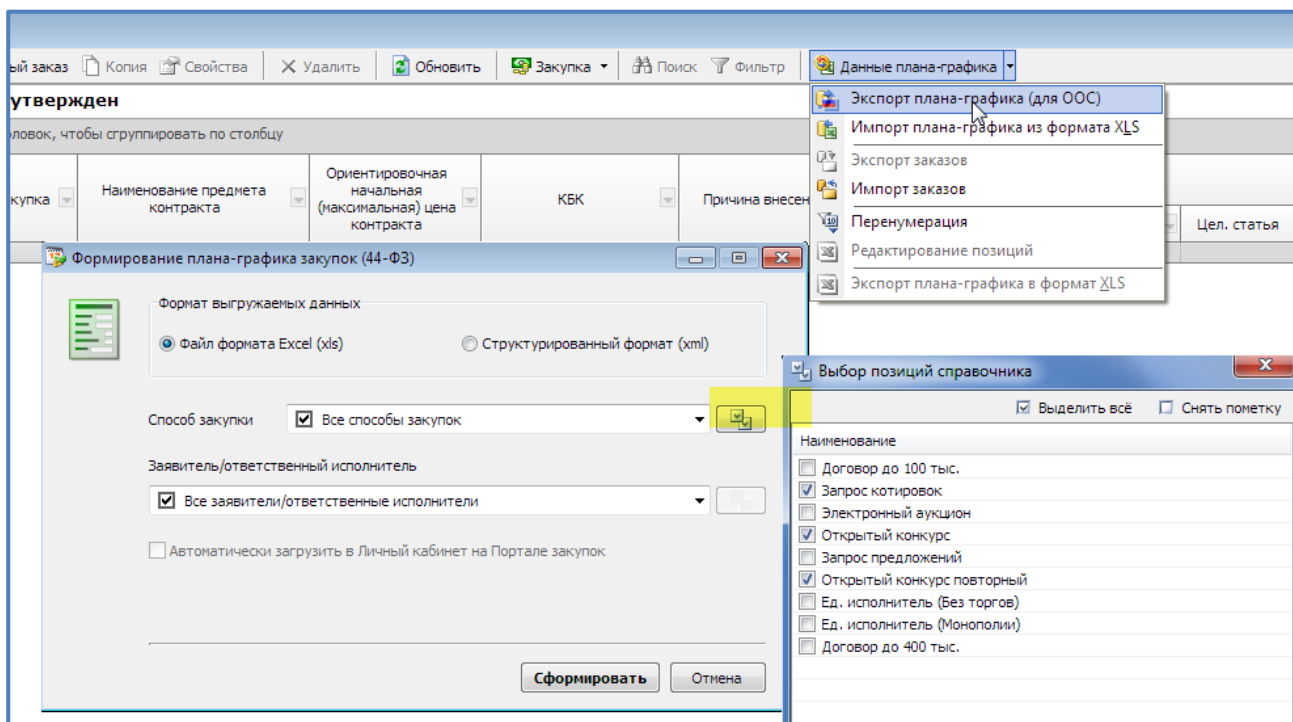 ый заказ Копия Свойства Удалить Обновить Закупка Поиск Фильтр Данные плана-графика
утвержден
оловок, чтобы сгруппировать по столбцу
купка
Наименование предмета
контракта
Ориентировочная
начальная
(максимальная) цена
контракта
КБК
Причина внесен
Цел. статья
Экспорт плана-графика (для ООС)
Импорт плана-графика из формата XLS
Экспорт заказов
Импорт заказов
Перенумерация
Редактирование позиций
Экспорт плана-графика в формат XLS
Формирование плана-графика закупок (44-ФЗ)
Формат выгружаемых данных
Файл формата Excel (xls)
Структурированный формат (xml)
Способ закупки
Все способы закупок
Заявитель/ответственный исполнитель
Все заявители/ответственные исполнители
Автоматически загрузить в Личный кабинет на Портале закупок
Сформировать
Отмена
Выбор позиций справочника
Выделить всё
Снять пометку
Наименование
Договор до 100 тыс.
Запрос котировок
Электронный аукцион
Открытый конкурс
Запрос предложений
Открытый конкурс повторный
Ед. исполнитель (Без торгов)
Ед. исполнитель (Монополии)
Договор до 400 тыс.